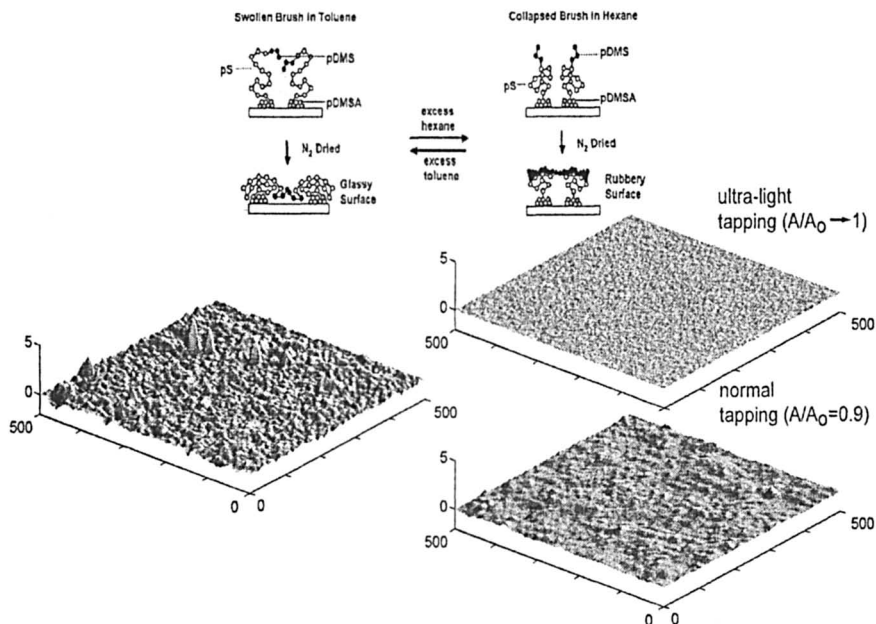 Swollen Brush in Toluene
Collapsed Brush in Hexane
pS
pDMS
pDMSA
pDMS
pS
pDMSA
excess
hexane
excess
toluene
N2 Dried
N2 Dried
Glassy
Surface
Rubbery
Surface
ultra-light
tapping (A/Ao→1)
5
0
500
500
0
0
5
0
500
500
normal
tapping (A/Ao=0.9)
5
0
500
500
0
0